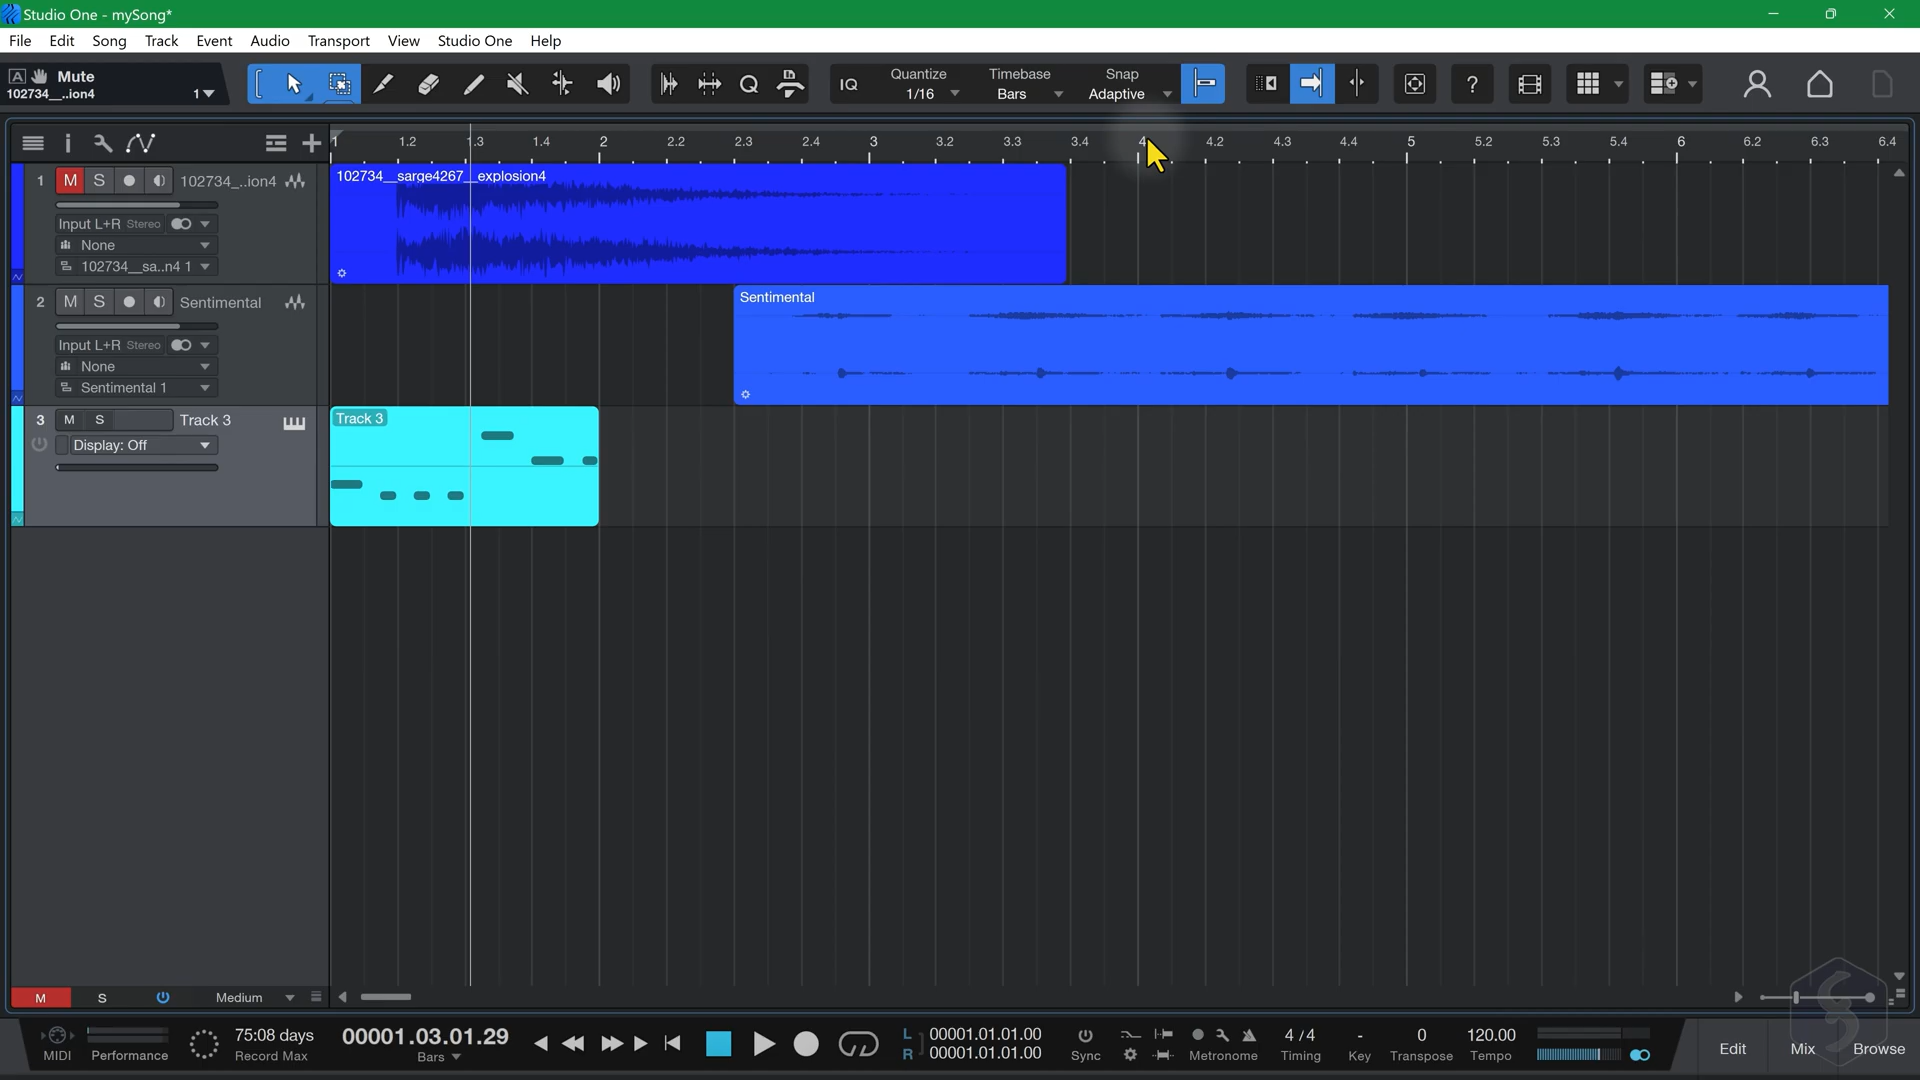 Studio One - mySong*
File Edit Song Track Event Audio Transport View Studio One Help
A Mute
102734_..ion4 1
IQ Quantize Timebase Snap
1/16 Bars Adaptive
1 1.2 1.3 1.4 2 2.2 2.3 2.4 3 3.2 3.3 3.4 4 4.2 4.3 4.4 5 5.2 5.3 5.4 6 6.2 6.3 6.4
1 M S 102734_..ion4
102734__sarge4267__explosion4
Input L+R Stereo
None
102734__sa..n4 1
2 M S Sentimental
Sentimental
Input L+R Stereo
None
Sentimental 1
3 M S Track 3
Track 3
Display: Off
M S Medium
MIDI Performance
75:08 days
Record Max
00001.03.01.29
Bars
L 00001.01.01.00
R 00001.01.01.00
Sync Metronome
4 / 4 - 0 120.00
Timing Key Transpose Tempo
Edit Mix Browse